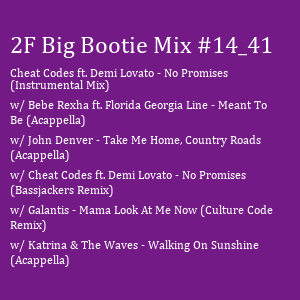 2F Big Bootie Mix #14_41
Cheat Codes ft. Demi Lovato - No Promises
(Instrumental Mix)
w/ Bebe Rexha ft. Florida Georgia Line - Meant To
Be (Acappella)
w/ John Denver - Take Me Home, Country Roads
(Acappella)
w/ Cheat Codes ft. Demi Lovato - No Promises
(Bassjackers Remix)
w/ Galantis - Mama Look At Me Now (Culture Code
Remix)
w/ Katrina & The Waves - Walking On Sunshine
(Acappella)